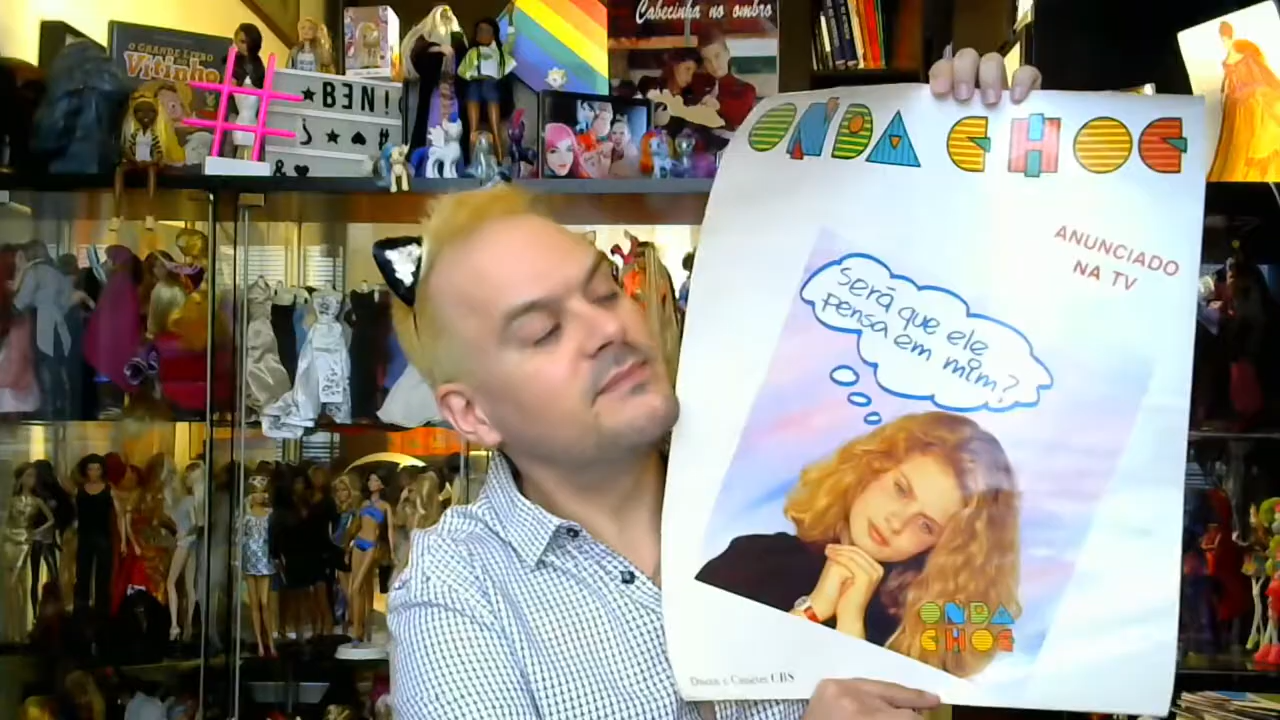 O GRANDE LIVRO
Vitinho
Cabecinha no ombro
★BEN!
¿ ★ ♠ ♥
& ♥
ONDA CHOC
ANUNCIADO
NA TV
Será que ele
pensa em mim?
ONDA
CHOC
Discos e Cassetes CBS